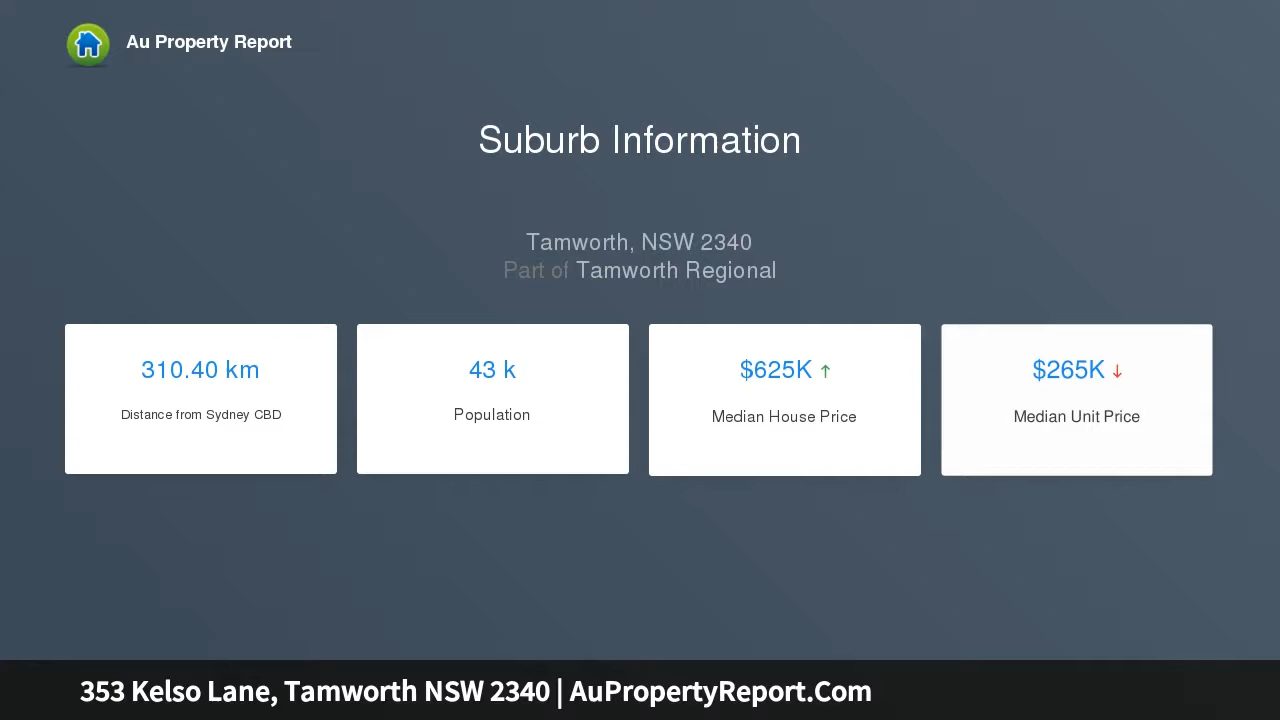 Au Property Report
Suburb Information
Tamworth, NSW 2340
Part of Tamworth Regional
310.40 km
Distance from Sydney CBD
43 k
Population
$625K ↑
Median House Price
$265K ↓
Median Unit Price
353 Kelso Lane, Tamworth NSW 2340 | AuPropertyReport.Com